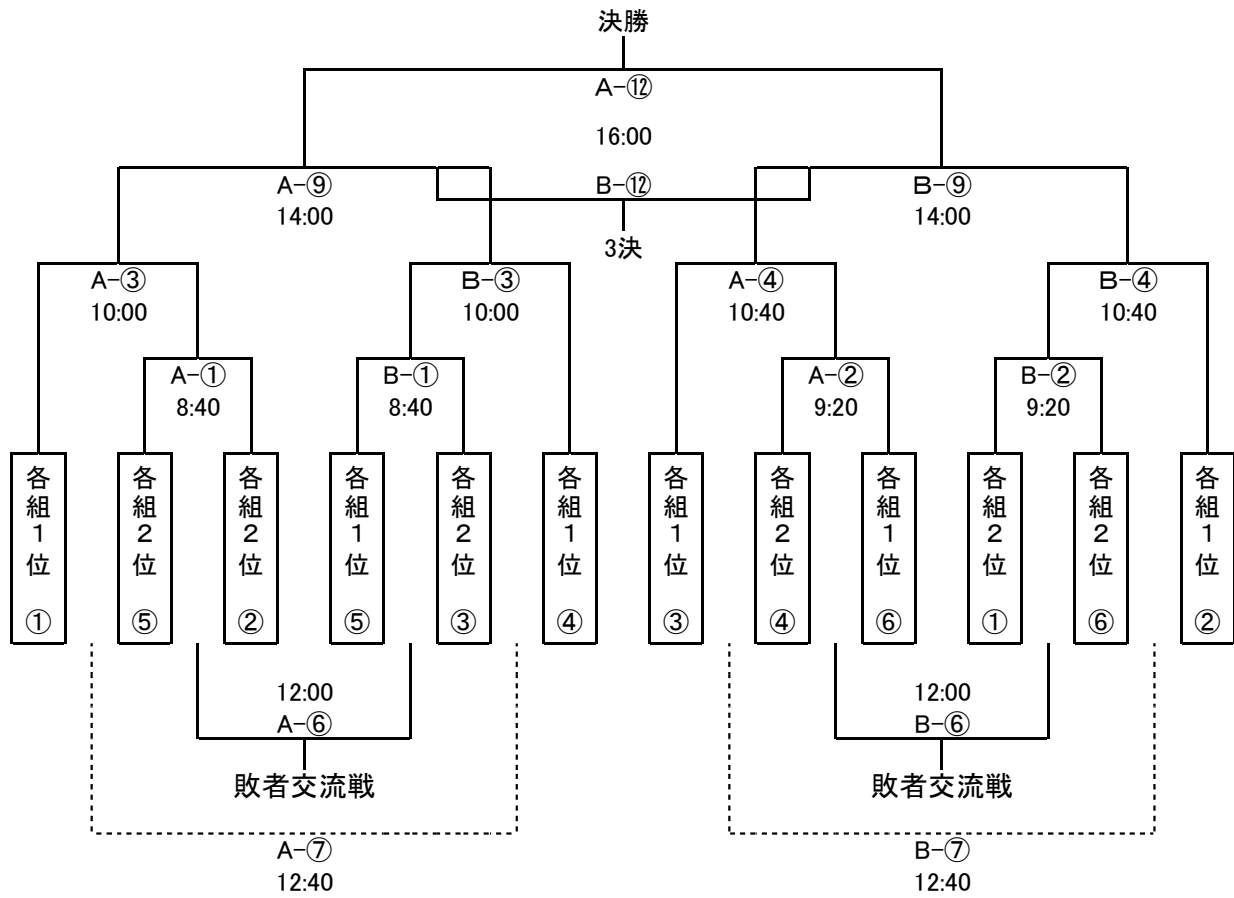 決勝
A-⑫
16:00
A-⑨
B-⑫
B-⑨
14:00
14:00
3決
A-③
B-③
A-④
B-④
10:00
10:00
10:40
10:40
A-①
B-①
A-②
B-②
8:40
8:40
9:20
9:20
各組1位 ①
各組2位 ⑤
各組2位 ②
各組1位 ⑤
各組2位 ③
各組1位 ④
各組1位 ③
各組2位 ④
各組1位 ⑥
各組1位 ①
各組2位 ⑥
各組1位 ②
12:00
12:00
A-⑥
B-⑥
敗者交流戦
敗者交流戦
A-⑦
B-⑦
12:40
12:40